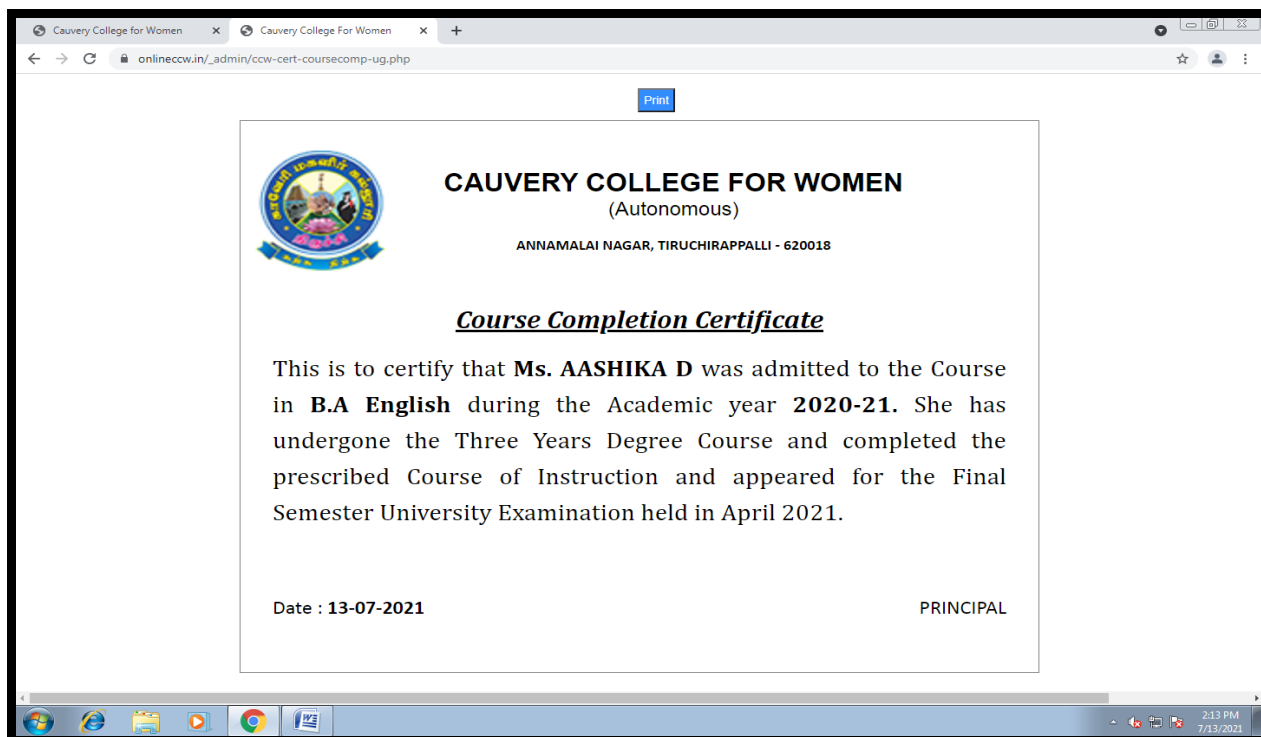 Cauvery College for Women
Cauvery College For Women
onlineccw.in/_admin/ccw-cert-coursecomp-ug.php
Print
காவேரி மகளிர் கல்லூரி
திருச்சி
CAUVERY COLLEGE FOR WOMEN
(Autonomous)
ANNAMALAI NAGAR, TIRUCHIRAPPALLI - 620018
Course Completion Certificate
This is to certify that Ms. AASHIKA D was admitted to the Course
in B.A English during the Academic year 2020-21. She has
undergone the Three Years Degree Course and completed the
prescribed Course of Instruction and appeared for the Final
Semester University Examination held in April 2021.
Date : 13-07-2021 PRINCIPAL
2:13 PM
7/13/2021